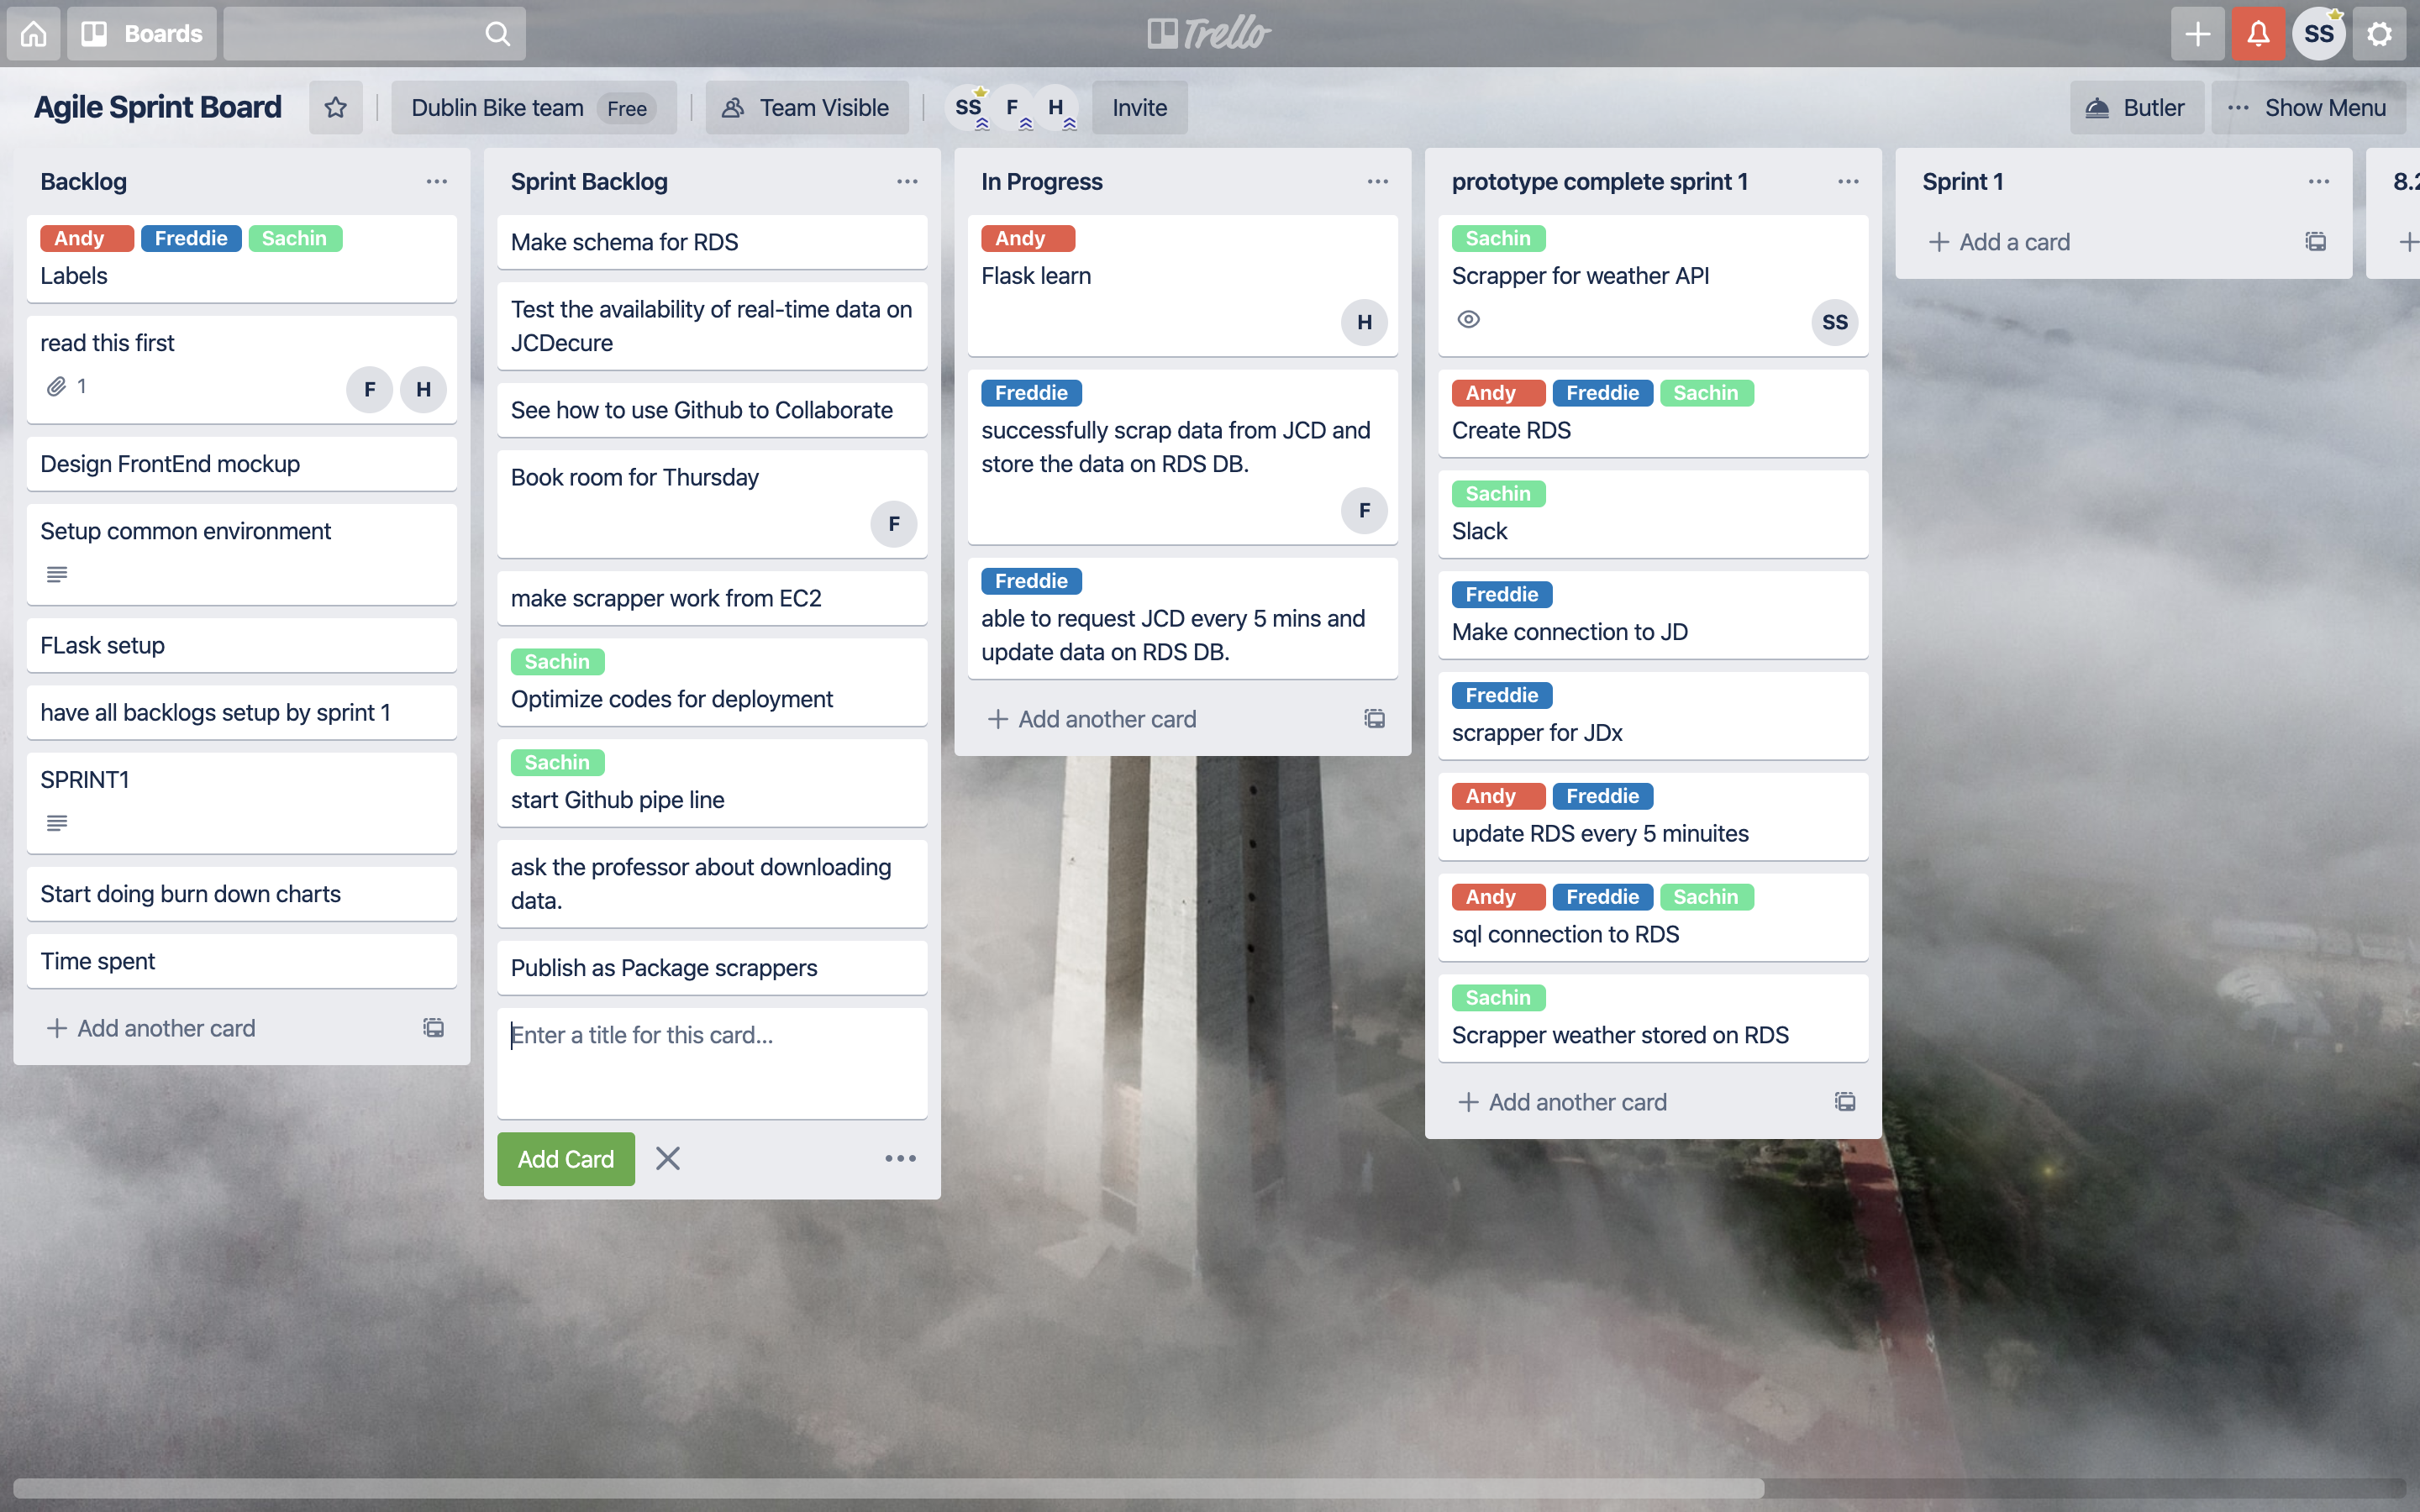 Boards
Trello
SS
Agile Sprint Board
Dublin Bike team Free
Team Visible
SS F H
Invite
Butler
... Show Menu
Backlog
Andy Freddie Sachin
Labels
read this first
1
F H
Design FrontEnd mockup
Setup common environment
FLask setup
have all backlogs setup by sprint 1
SPRINT1
Start doing burn down charts
Time spent
+ Add another card
Sprint Backlog
Make schema for RDS
Test the availability of real-time data on
JCDecure
See how to use Github to Collaborate
Book room for Thursday
F
make scrapper work from EC2
Sachin
Optimize codes for deployment
Sachin
start Github pipe line
ask the professor about downloading
data.
Publish as Package scrappers
Enter a title for this card...
Add Card
In Progress
Andy
Flask learn
H
Freddie
successfully scrap data from JCD and
store the data on RDS DB.
F
Freddie
able to request JCD every 5 mins and
update data on RDS DB.
+ Add another card
prototype complete sprint 1
Sachin
Scrapper for weather API
SS
Andy Freddie Sachin
Create RDS
Sachin
Slack
Freddie
Make connection to JD
Freddie
scrapper for JDx
Andy Freddie
update RDS every 5 minuites
Andy Freddie Sachin
sql connection to RDS
Sachin
Scrapper weather stored on RDS
+ Add another card
Sprint 1
+ Add a card